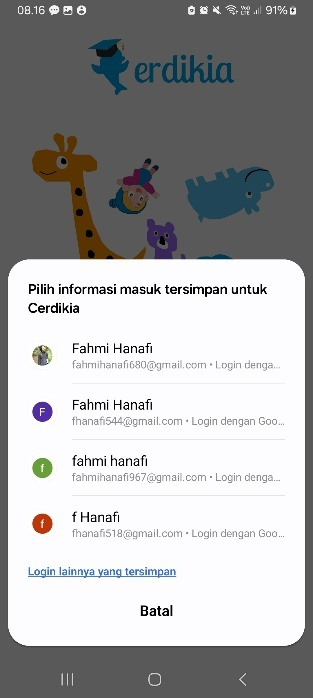 08.16
91%
erdikia
Pilih informasi masuk tersimpan untuk
Cerdikia
Fahmi Hanafi
fahmihanafi680@gmail.com • Login denga...
F
Fahmi Hanafi
fhanafi544@gmail.com • Login dengan Goo...
f
fahmi hanafi
fahmihanafi967@gmail.com • Login denga...
f
f Hanafi
fhanafi518@gmail.com • Login dengan Goo...
Login lainnya yang tersimpan
Batal